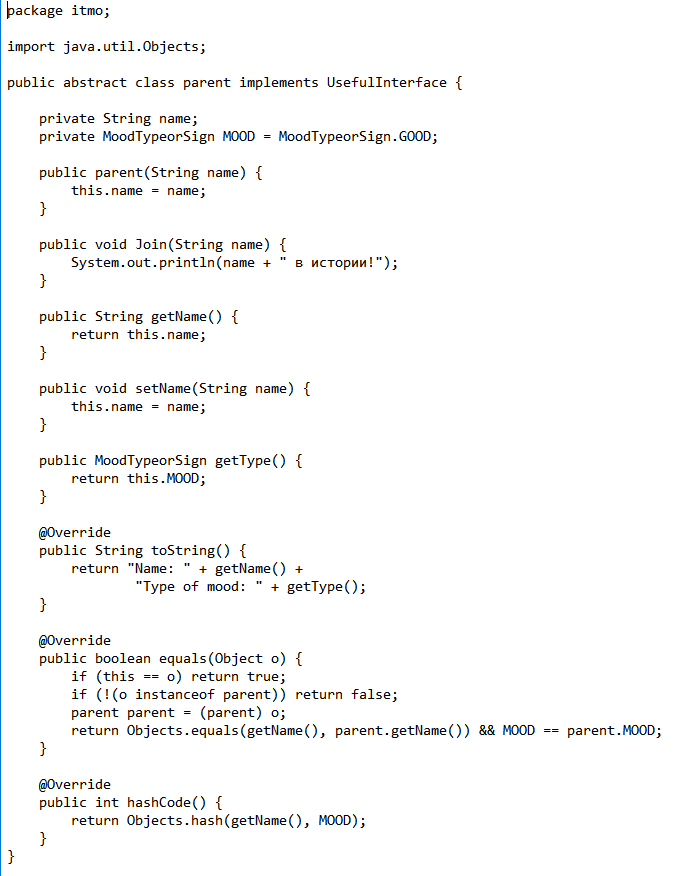 package itmo;

import java.util.Objects;

public abstract class parent implements UsefulInterface {

    private String name;
    private MoodTypeorSign MOOD = MoodTypeorSign.GOOD;

    public parent(String name) {
        this.name = name;
    }

    public void Join(String name) {
        System.out.println(name + " в истории!");
    }

    public String getName() {
        return this.name;
    }

    public void setName(String name) {
        this.name = name;
    }

    public MoodTypeorSign getType() {
        return this.MOOD;
    }

    @Override
    public String toString() {
        return "Name: " + getName() +
                "Type of mood: " + getType();
    }

    @Override
    public boolean equals(Object o) {
        if (this == o) return true;
        if (!(o instanceof parent)) return false;
        parent parent = (parent) o;
        return Objects.equals(getName(), parent.getName()) && MOOD == parent.MOOD;
    }

    @Override
    public int hashCode() {
        return Objects.hash(getName(), MOOD);
    }
}